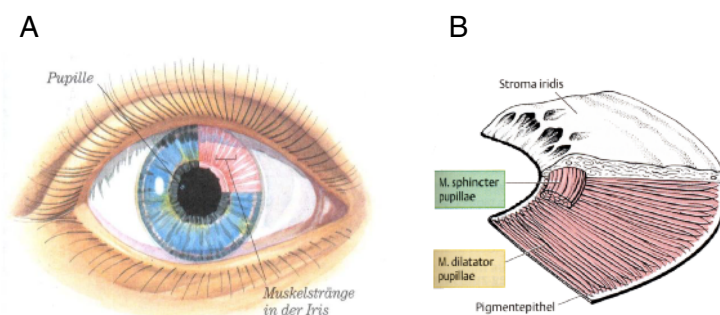 A
B
Pupille
Muskelstränge
in der Iris
Stroma iridis
M. sphincter
pupillae
M. dilatator
pupillae
Pigmentepithel